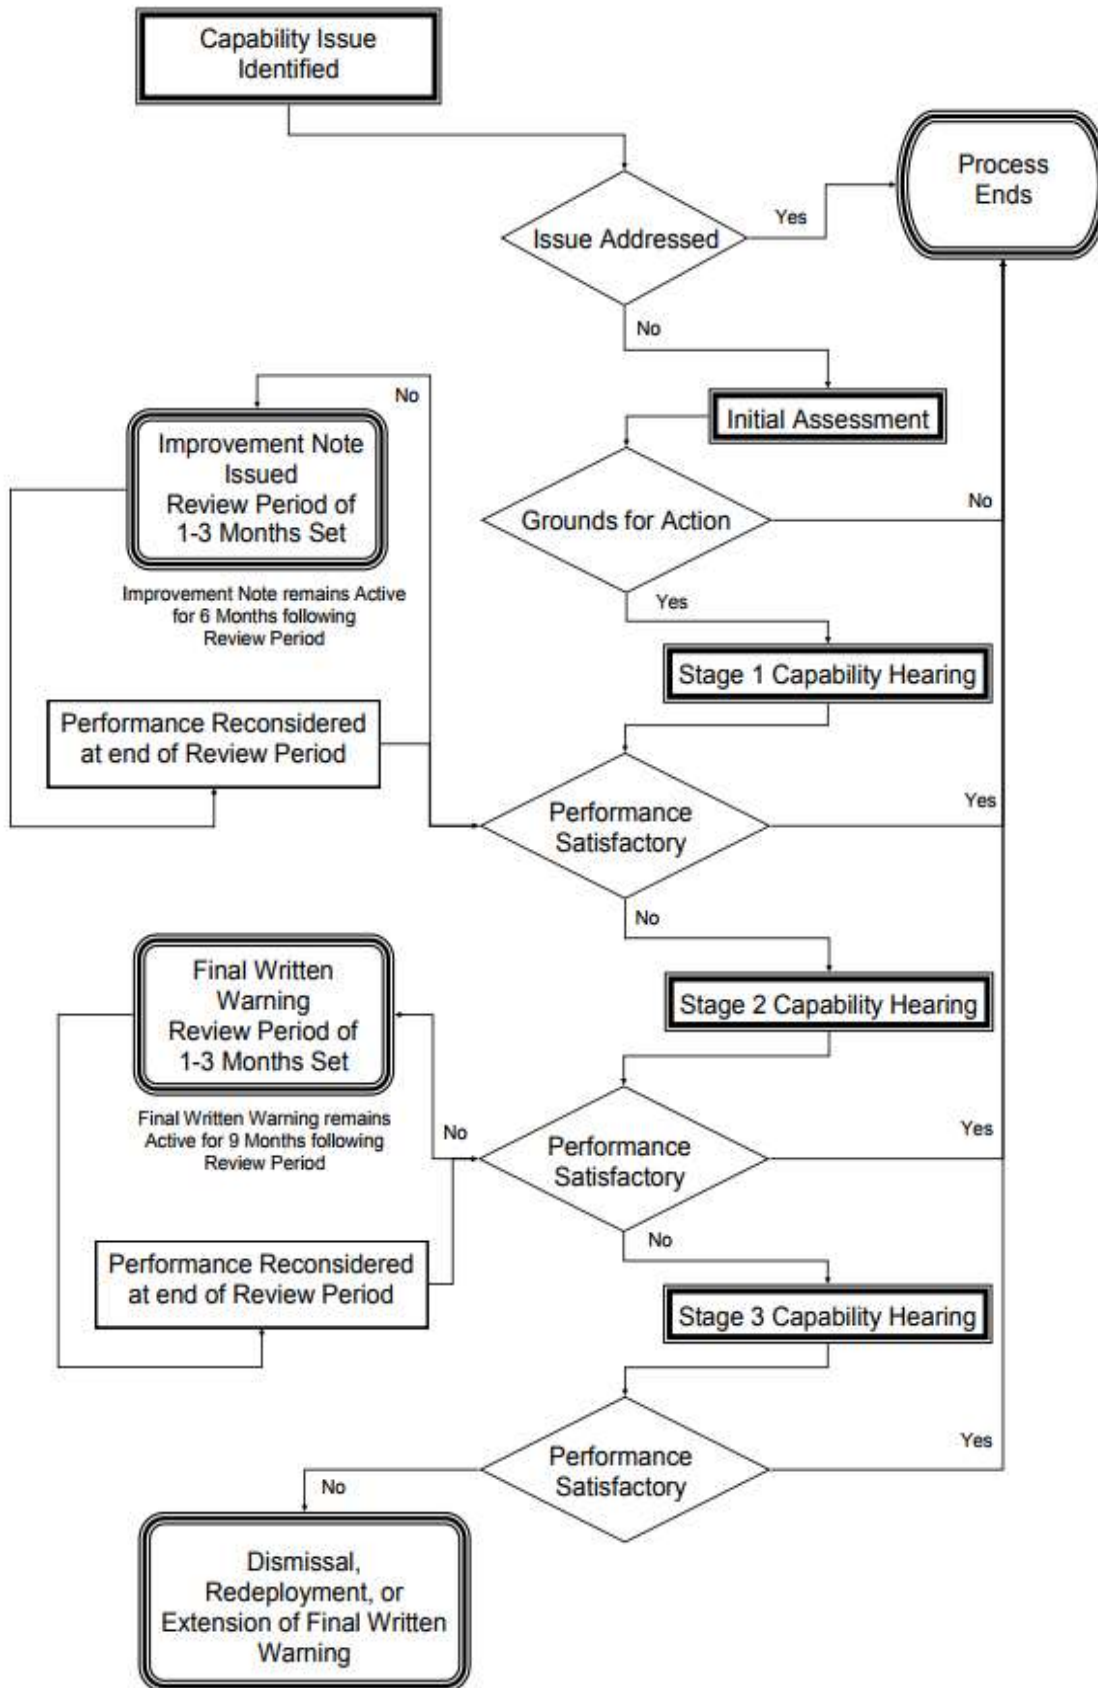 Capability Issue
Identified
Process
Ends
Yes
Issue Addressed
No
No
Initial Assessment
Improvement Note
Issued
Review Period of
1-3 Months Set
No
Grounds for Action
Improvement Note remains Active
for 6 Months following
Review Period
Yes
Stage 1 Capability Hearing
Performance Reconsidered
at end of Review Period
Yes
Performance
Satisfactory
No
Final Written
Warning
Review Period of
1-3 Months Set
Stage 2 Capability Hearing
Final Written Warning remains
Active for 9 Months following
Review Period
No
Yes
Performance
Satisfactory
No
Performance Reconsidered
at end of Review Period
Stage 3 Capability Hearing
Yes
Performance
Satisfactory
No
Dismissal,
Redeployment, or
Extension of Final Written
Warning